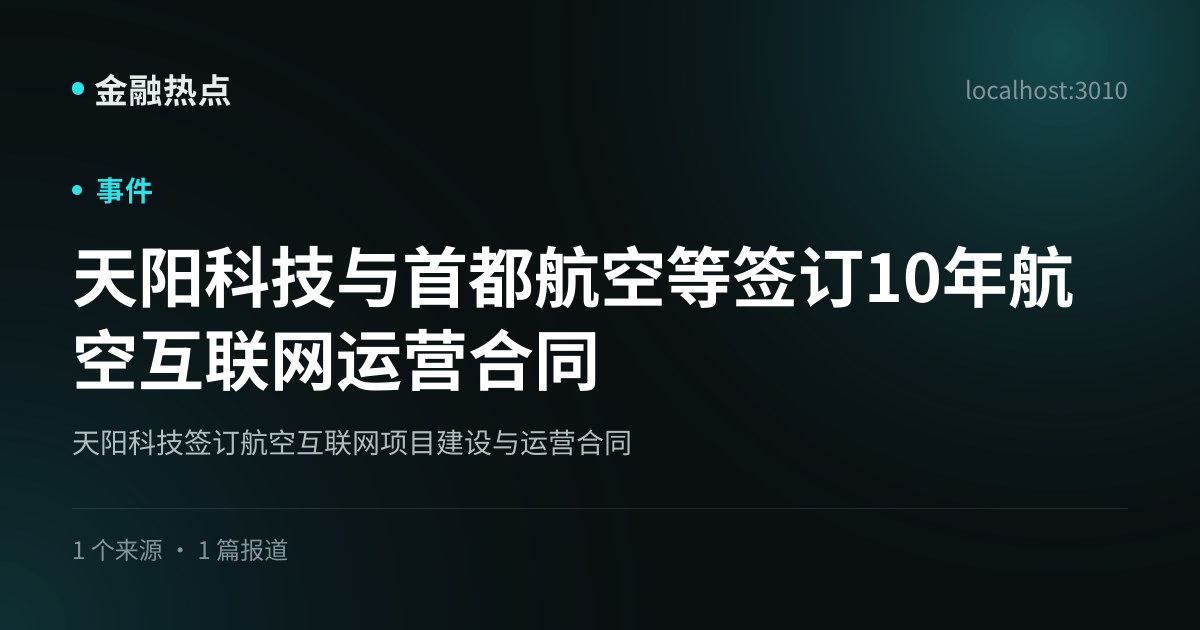 金融热点
localhost:3010
事件
天阳科技与首都航空等签订10年航
空互联网运营合同
天阳科技签订航空互联网项目建设与运营合同
1 个来源 · 1 篇报道